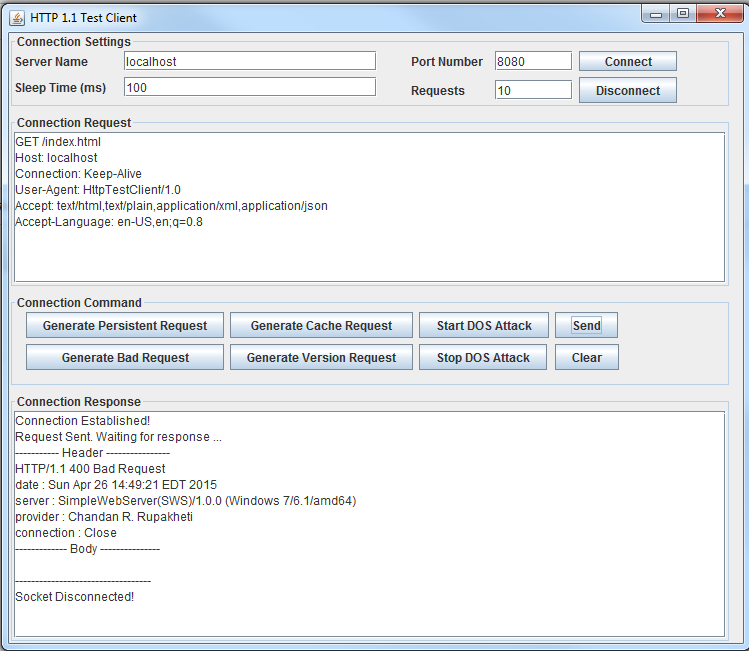 HTTP 1.1 Test Client
Connection Settings
Server Name localhost Port Number 8080 Connect
Sleep Time (ms) 100 Requests 10 Disconnect
Connection Request
GET /index.html
Host: localhost
Connection: Keep-Alive
User-Agent: HttpTestClient/1.0
Accept: text/html,text/plain,application/xml,application/json
Accept-Language: en-US,en;q=0.8
Connection Command
Generate Persistent Request Generate Cache Request Start DOS Attack Send
Generate Bad Request Generate Version Request Stop DOS Attack Clear
Connection Response
Connection Established!
Request Sent. Waiting for response ...
----------- Header ----------------
HTTP/1.1 400 Bad Request
date : Sun Apr 26 14:49:21 EDT 2015
server : SimpleWebServer(SWS)/1.0.0 (Windows 7/6.1/amd64)
provider : Chandan R. Rupakheti
connection : Close
------------- Body ---------------
----------------------------------
Socket Disconnected!